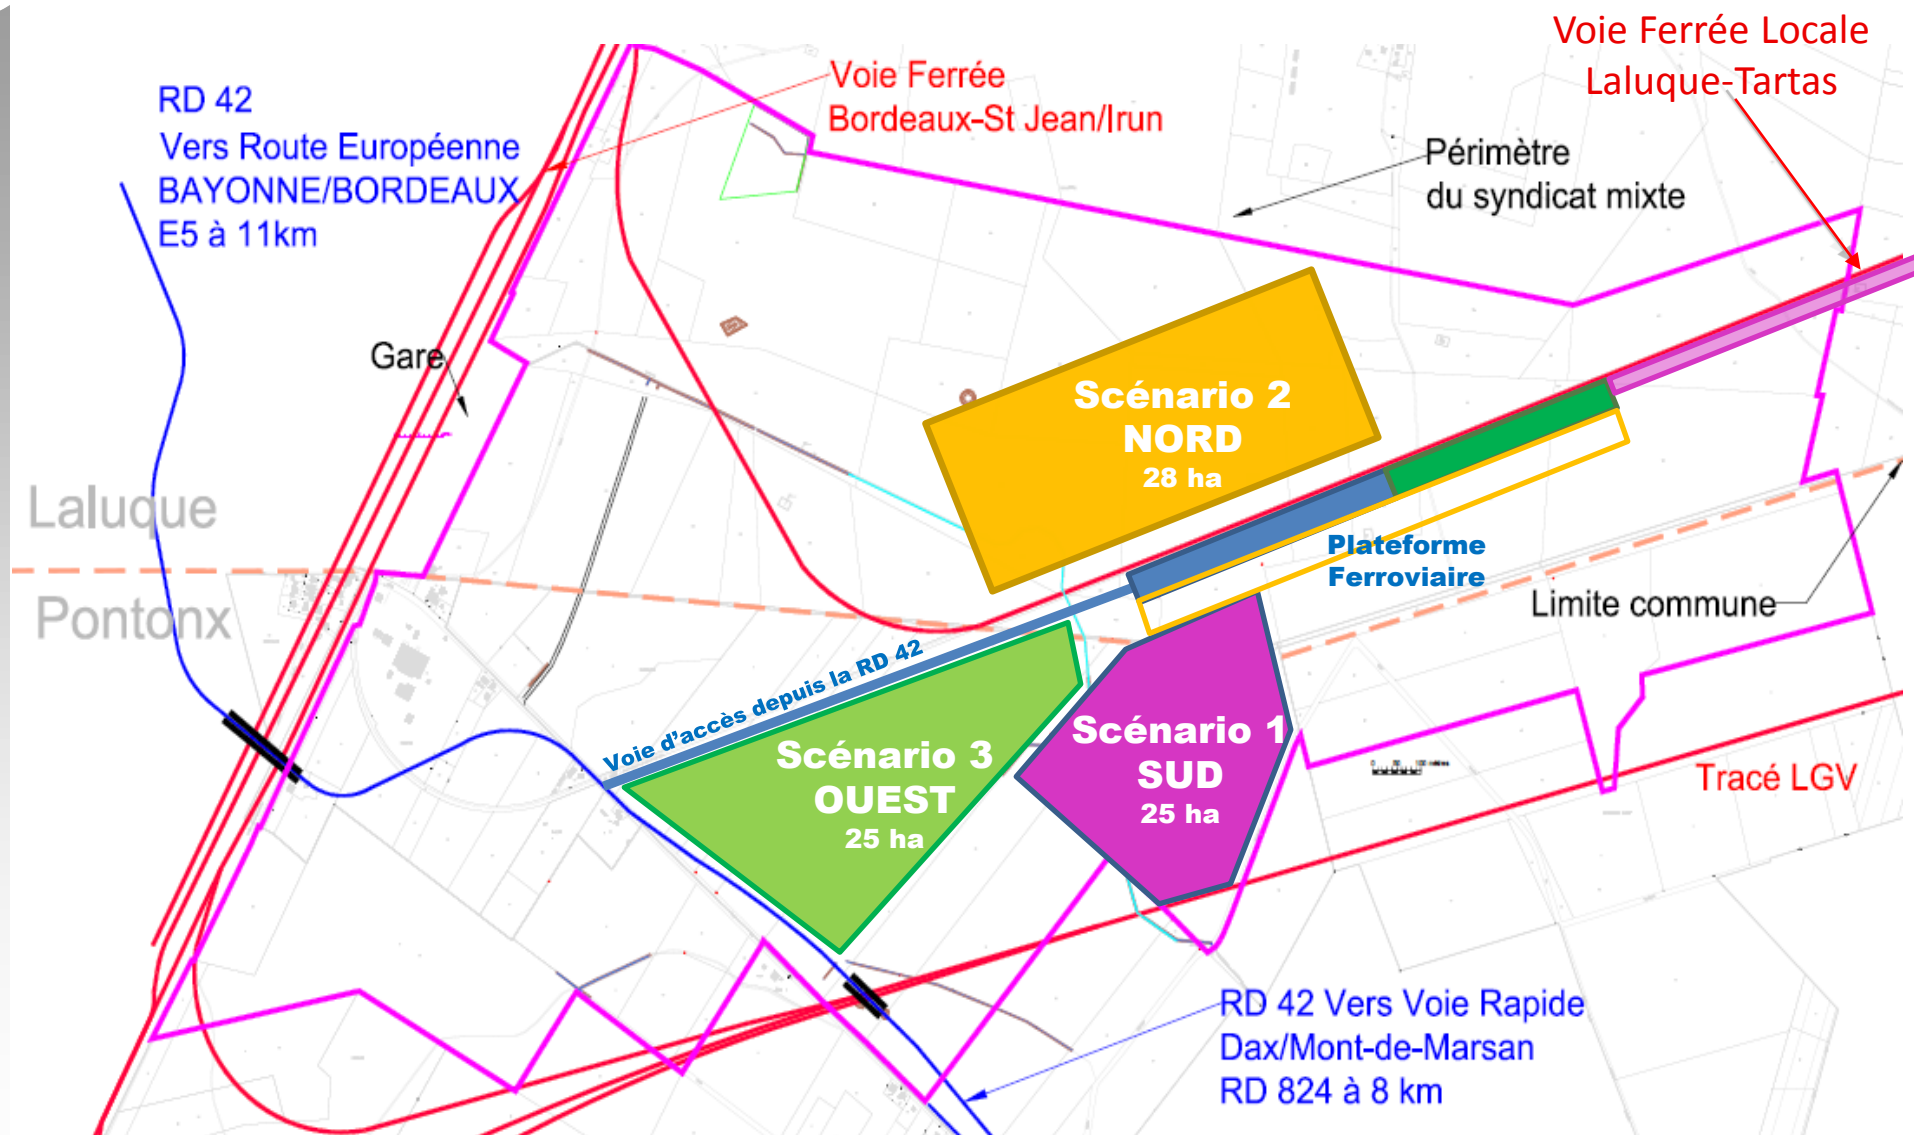 Voie Ferrée Locale
Laluque-Tartas
RD 42
Vers Route Européenne
BAYONNE/BORDEAUX
E5 à 11km
Voie Ferrée
Bordeaux-St Jean/Irun
Périmètre
du syndicat mixte
Gare
Scénario 2
NORD
28 ha
Laluque
Pontonx
Plateforme
Ferroviaire
Limite commune
Voie d'accès depuis la RD 42
Scénario 3
OUEST
25 ha
Scénario 1
SUD
25 ha
Tracé LGV
RD 42 Vers Voie Rapide
Dax/Mont-de-Marsan
RD 824 à 8 km